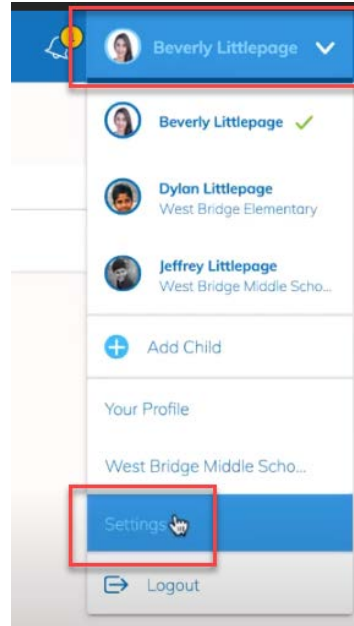 Beverly Littlepage
Beverly Littlepage
Dylan Littlepage
West Bridge Elementary
Jeffrey Littlepage
West Bridge Middle Scho...
Add Child
Your Profile
West Bridge Middle Scho...
Settings
Logout